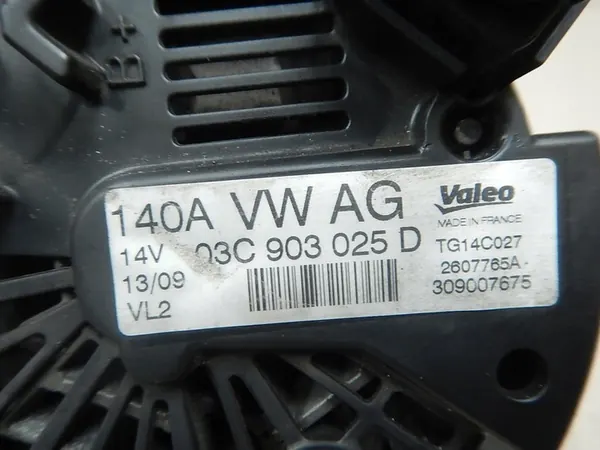 B+
140A VW AG
14V 03C 903 025 D
13/09
VL2
Valeo
MADE IN FRANCE
TG14C027
2607765A-
309007675